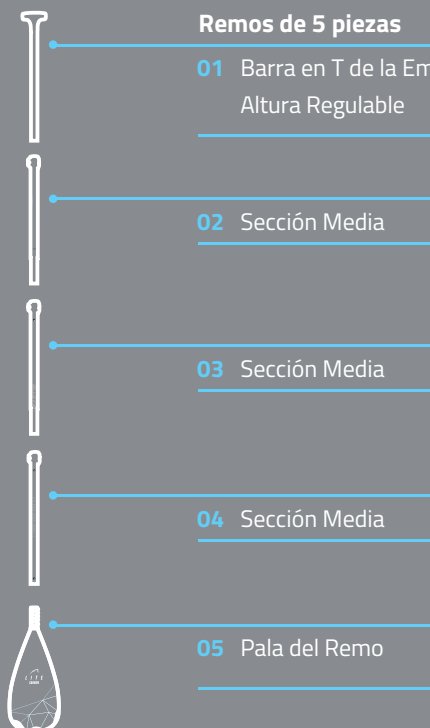 Remos de 5 piezas
01 Barra en T de la
Altura Regulable
02 Sección Media
03 Sección Media
04 Sección Media
05 Pala del Remo